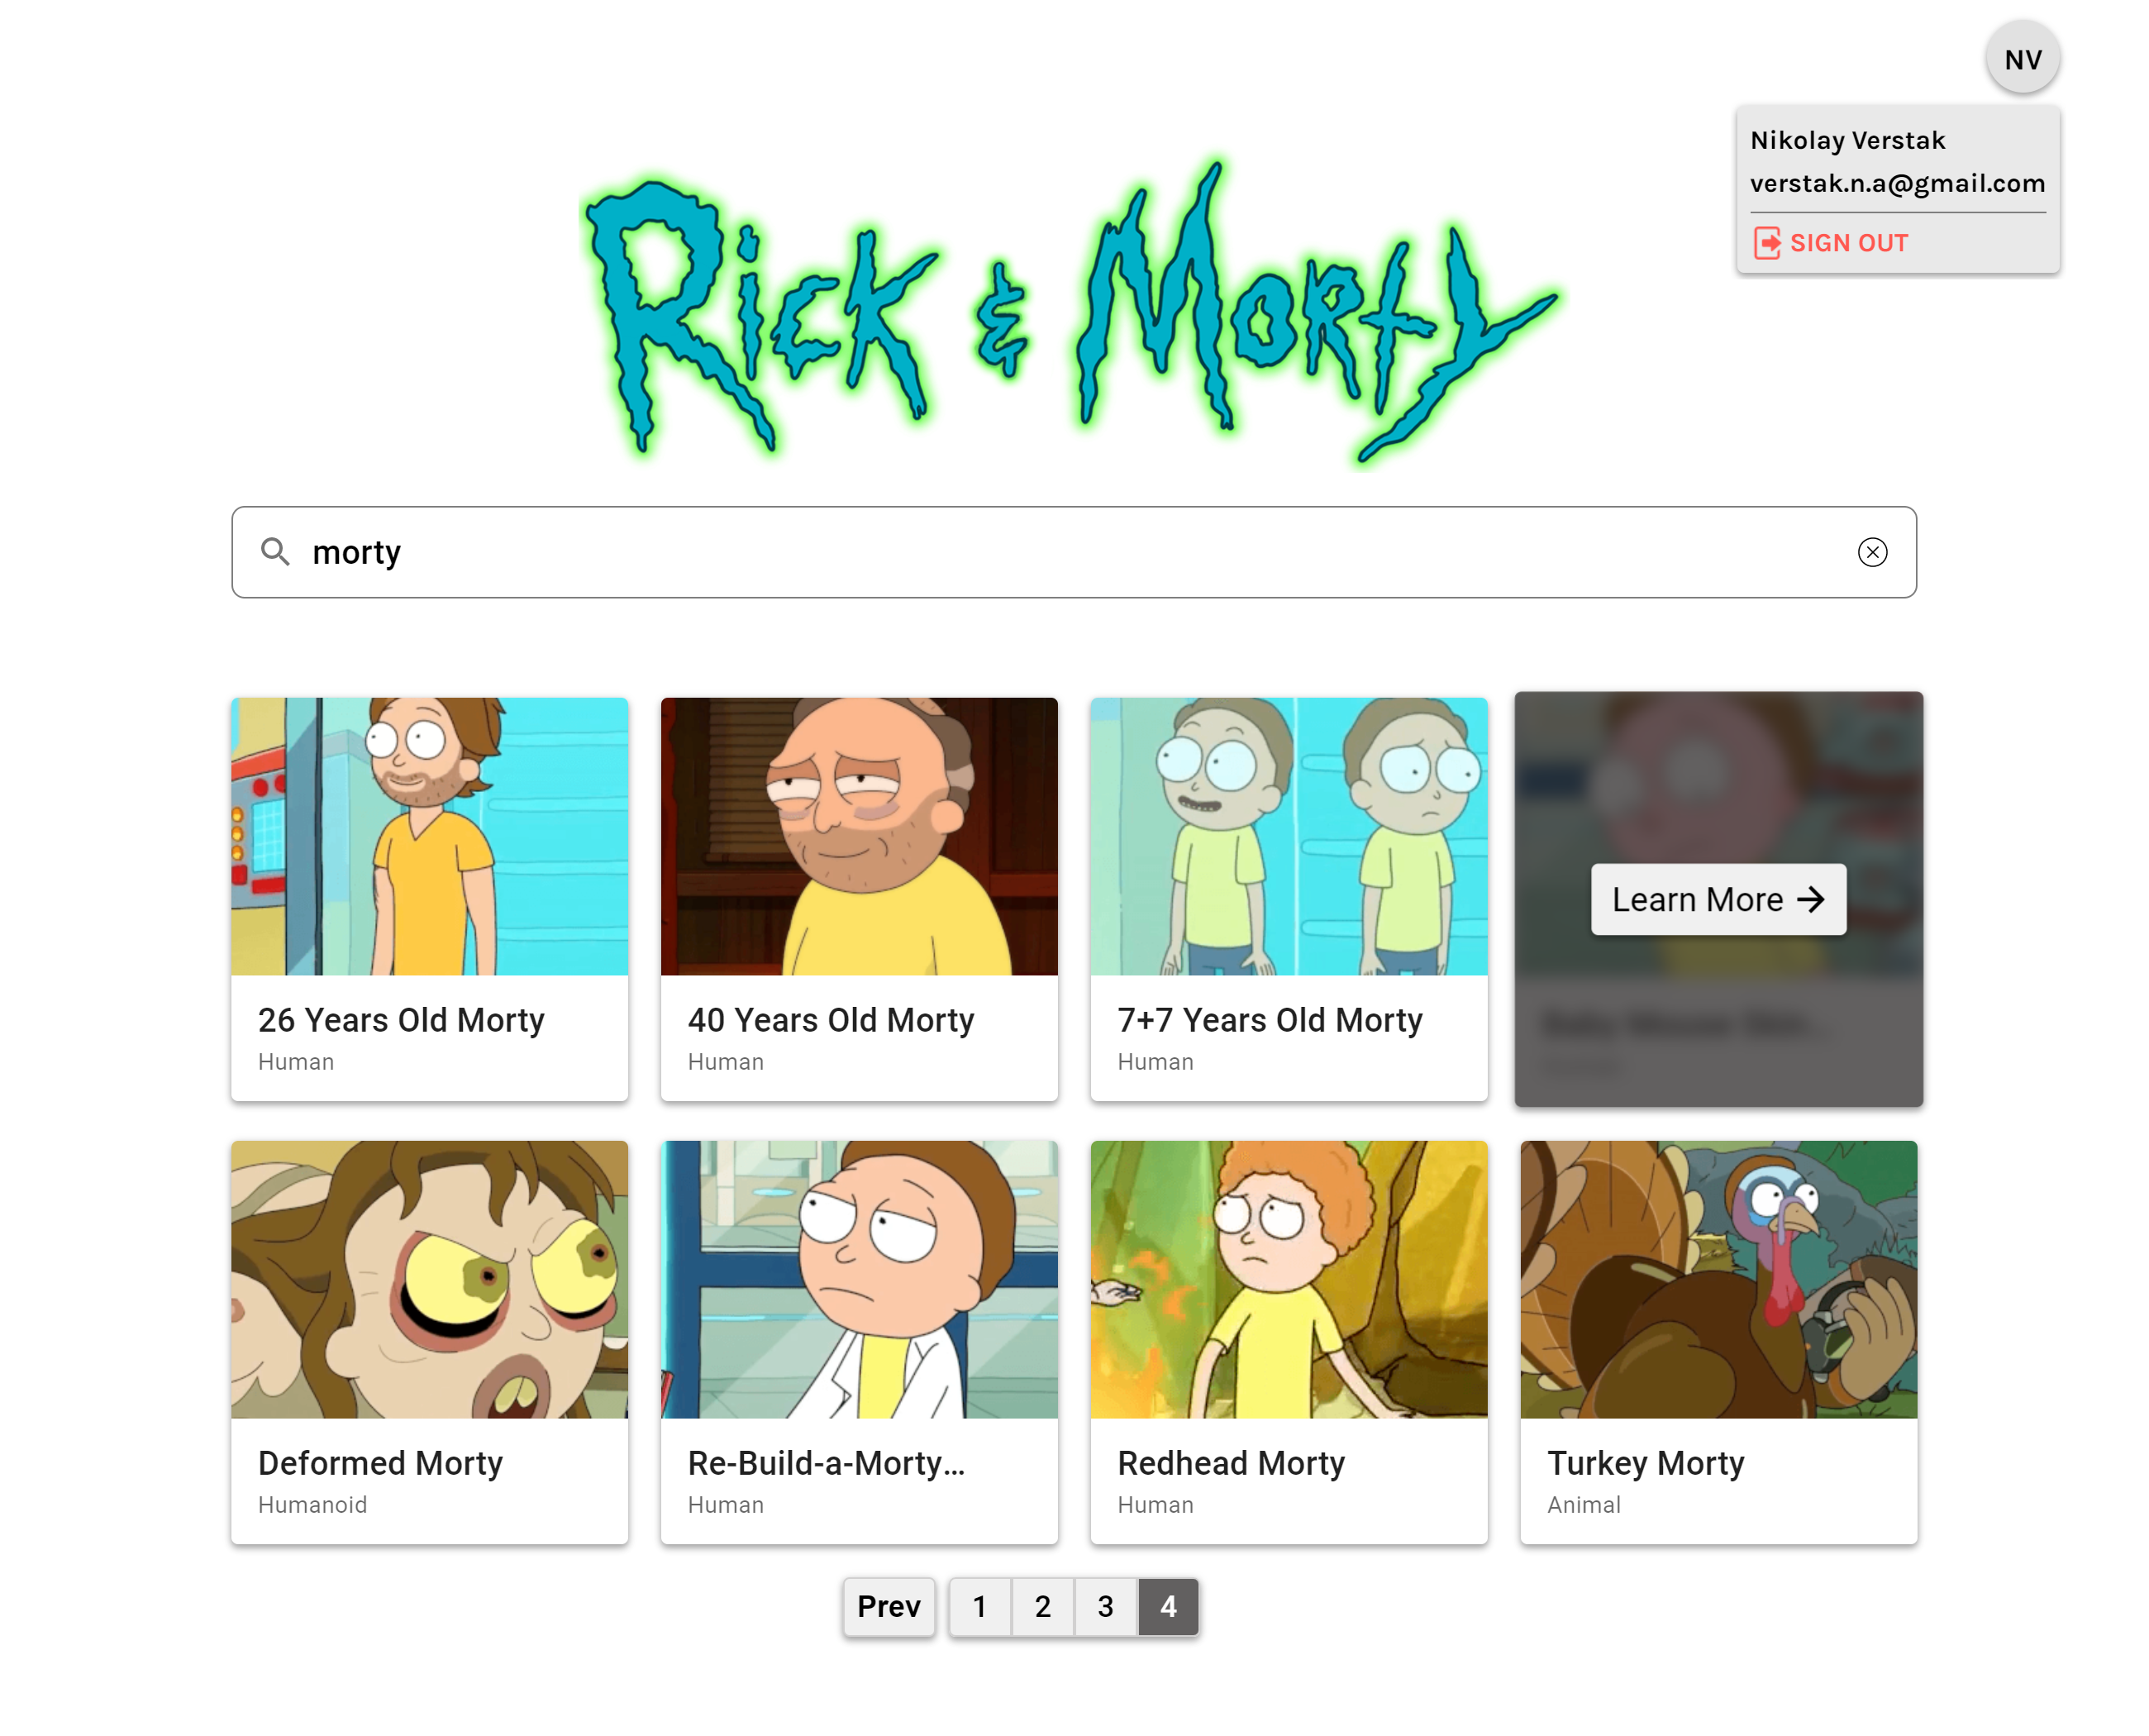 NV
Nikolay Verstak
verstak.n.a@gmail.com
SIGN OUT
Rick & Morty
morty
Learn More →
26 Years Old Morty
Human
40 Years Old Morty
Human
7+7 Years Old Morty
Human
Deformed Morty
Humanoid
Re-Build-a-Morty...
Human
Redhead Morty
Human
Turkey Morty
Animal
Prev 1 2 3 4